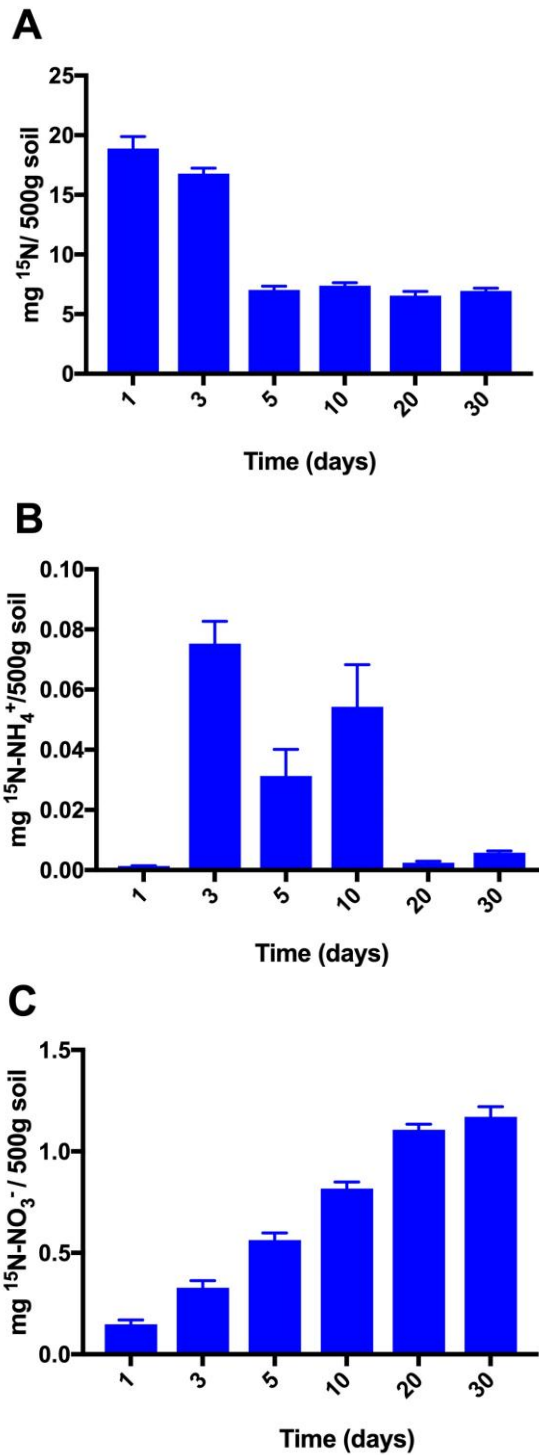 A
25
20
15
10
5
0
mg ¹⁵N/ 500g soil
1 3 5 10 20 30
Time (days)
B
0.10
0.08
0.06
0.04
0.02
0.00
mg ¹⁵N-NH₄⁺/500g soil
1 3 5 10 20 30
Time (days)
C
1.5
1.0
0.5
0.0
mg ¹⁵N-NO₃⁻ / 500g soil
1 3 5 10 20 30
Time (days)